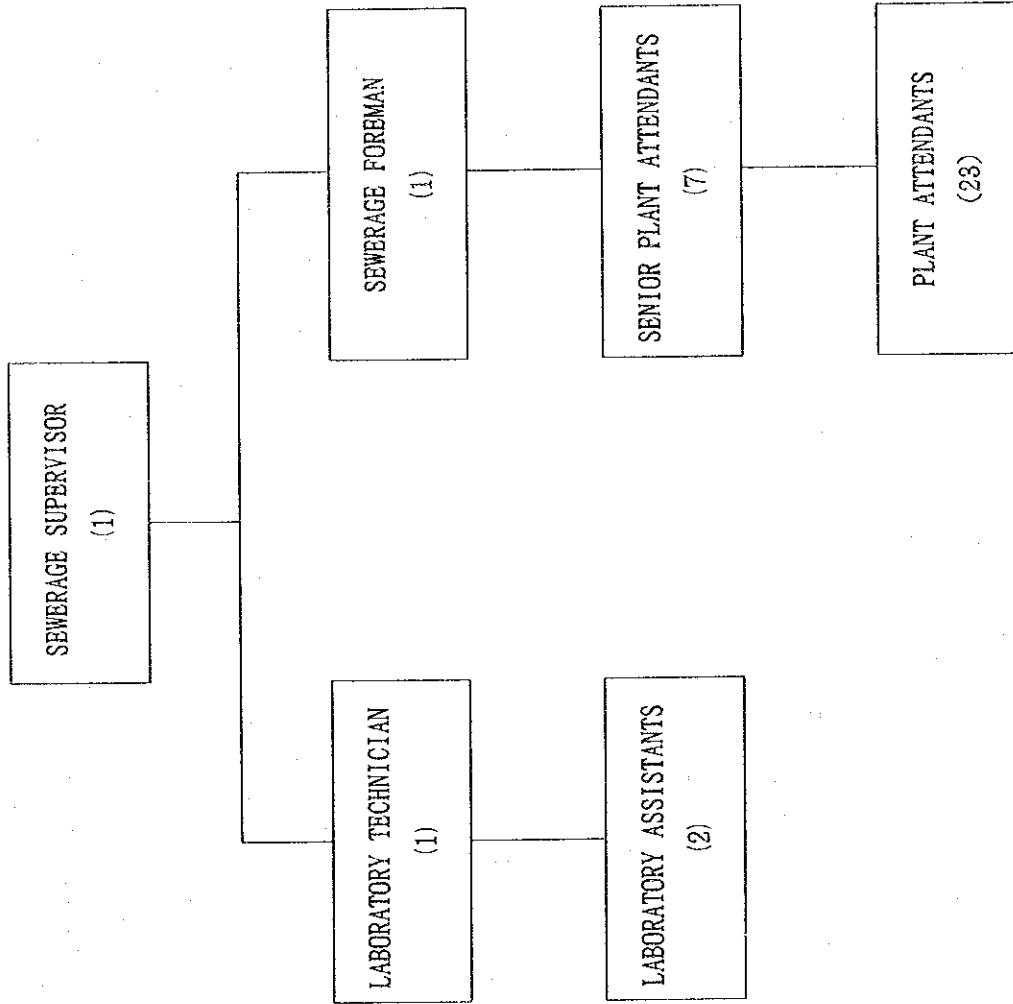 SEWERAGE SUPERVISOR
(1)
LABORATORY TECHNICIAN
(1)
SEWERAGE FOREMAN
(1)
LABORATORY ASSISTANTS
(2)
SENIOR PLANT ATTENDANTS
(7)
PLANT ATTENDANTS
(23)